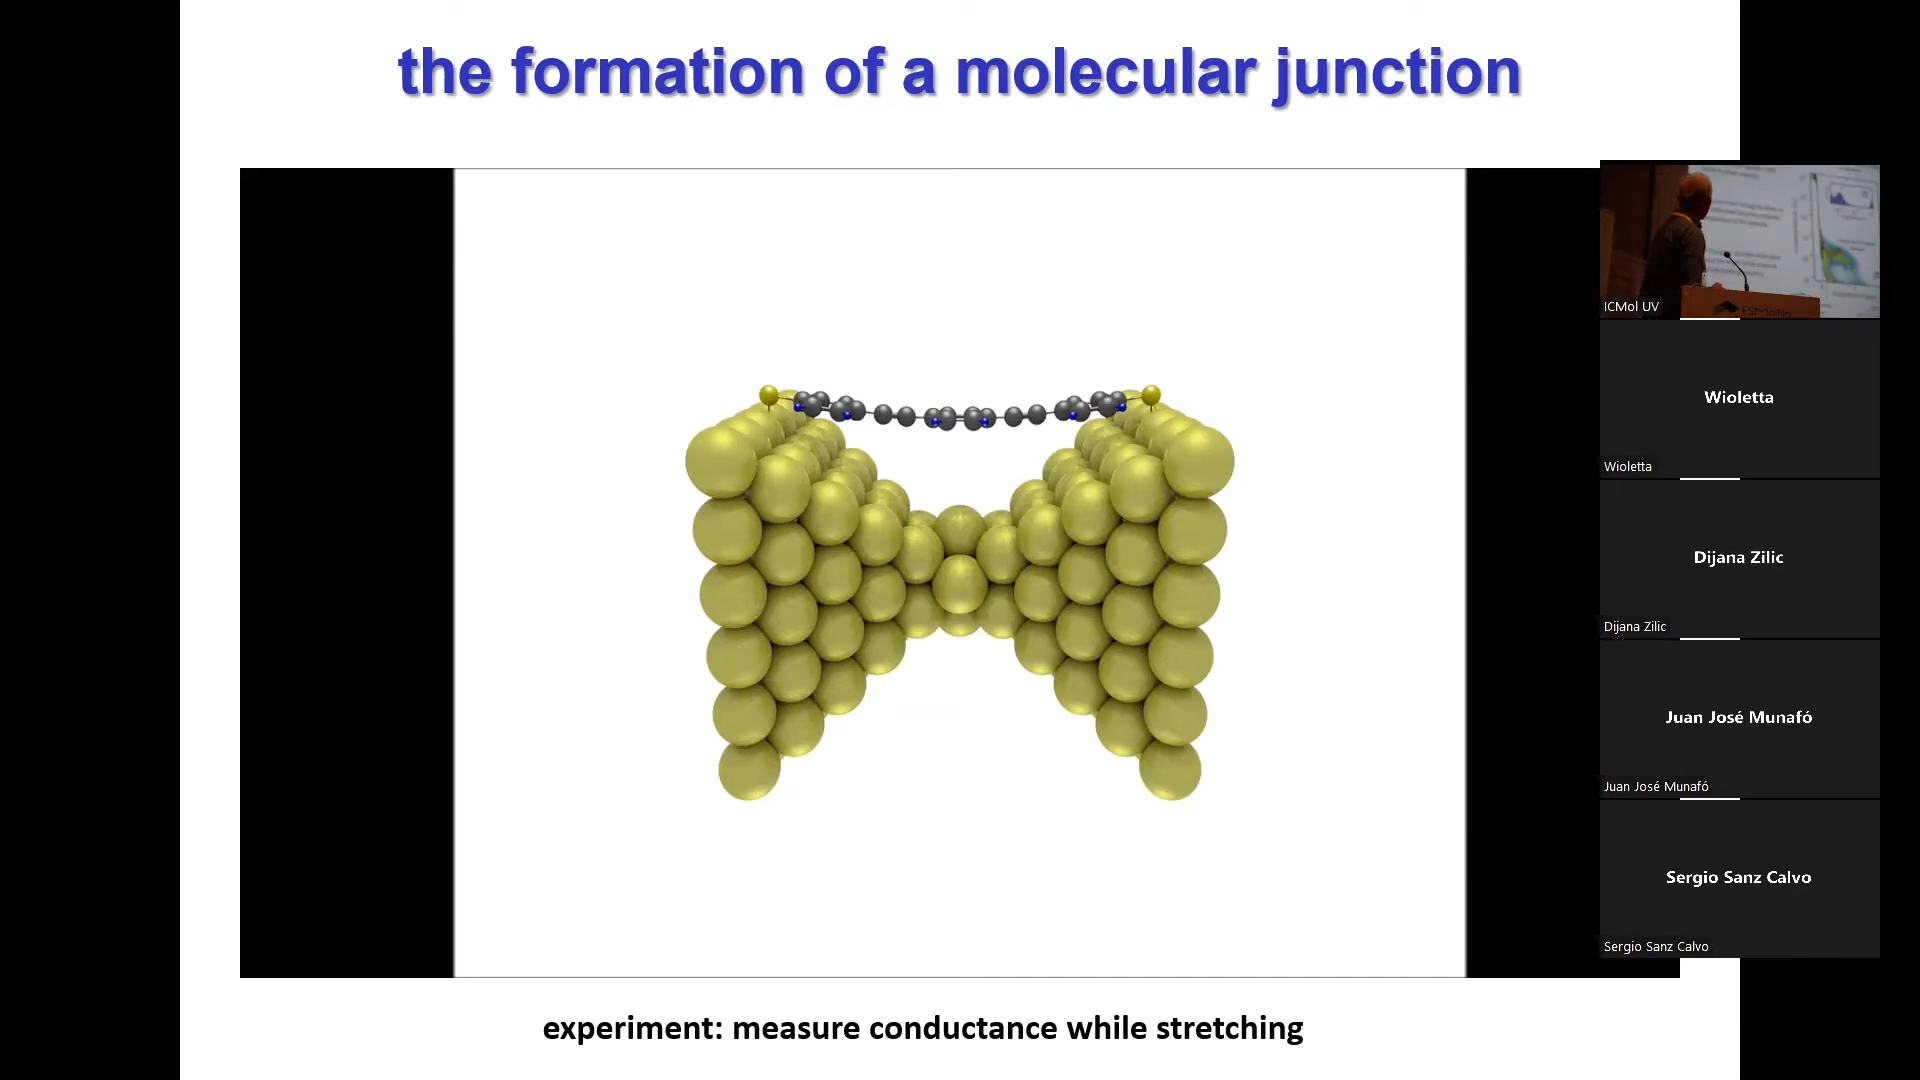 the formation of a molecular junction
ICMol UV
Wioletta
Wioletta
Dijana Zilic
Dijana Zilic
Juan José Munafó
Juan José Munafó
Sergio Sanz Calvo
Sergio Sanz Calvo
experiment: measure conductance while stretching